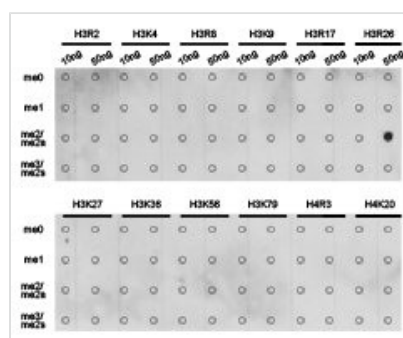 H3R2 H3K4 H3R8 H3K9 H3R17 H3R26
10ng 50ng 10ng 50ng 10ng 50ng 10ng 50ng 10ng 50ng 10ng 50ng
me0
me1
me2/
me2a
me3/
me2s
H3K27 H3K36 H3K56 H3K79 H4R3 H4K20
me0
me1
me2/
me2a
me3/
me2s